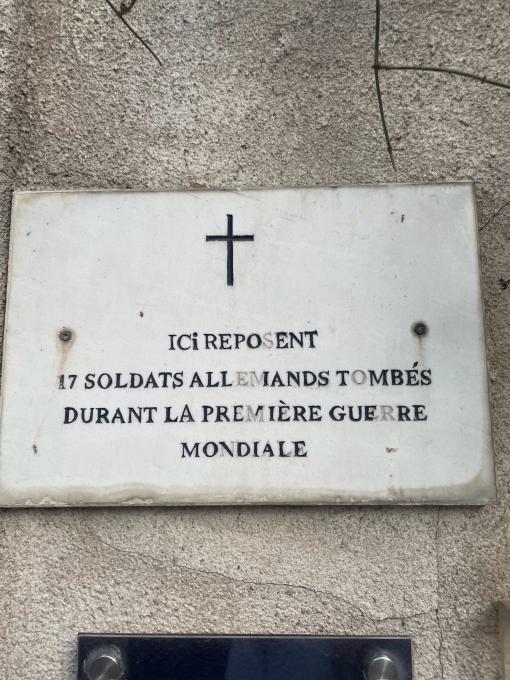 ICi REPOSENT
17 SOLDATS ALLEMANDS TOMBÉS
DURANT LA PREMIÈRE GUERRE
MONDIALE